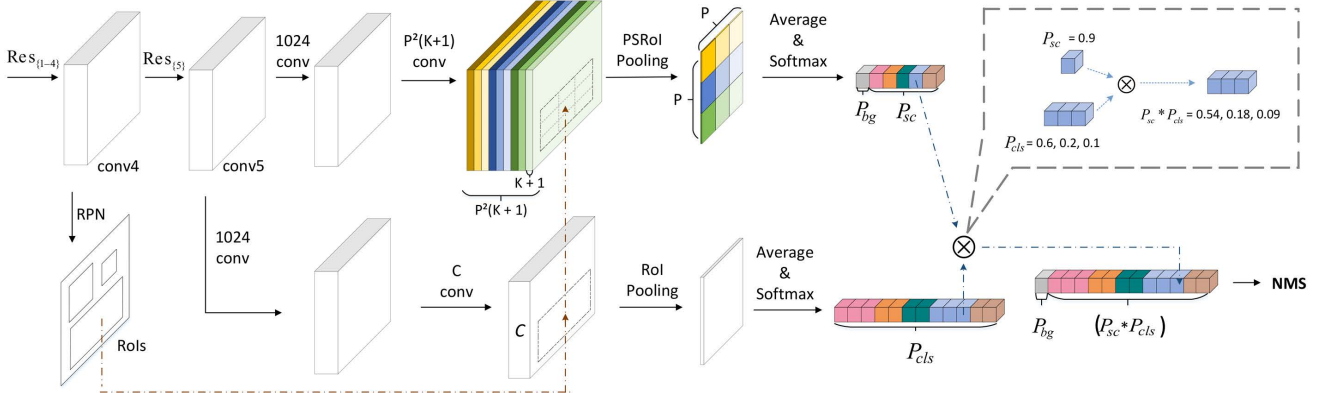 Res{1–4}
conv4
Res{5}
conv5
1024
conv
P²(K+1)
conv
K + 1
P²(K + 1)
PSRoI
Pooling
P
P
Average
&
Softmax
Pbg
Psc
Psc = 0.9
Pcls = 0.6, 0.2, 0.1
Psc * Pcls = 0.54, 0.18, 0.09
RPN
RoIs
1024
conv
C
conv
C
RoI
Pooling
Average
&
Softmax
Pcls
Pbg
(Psc*Pcls)
NMS